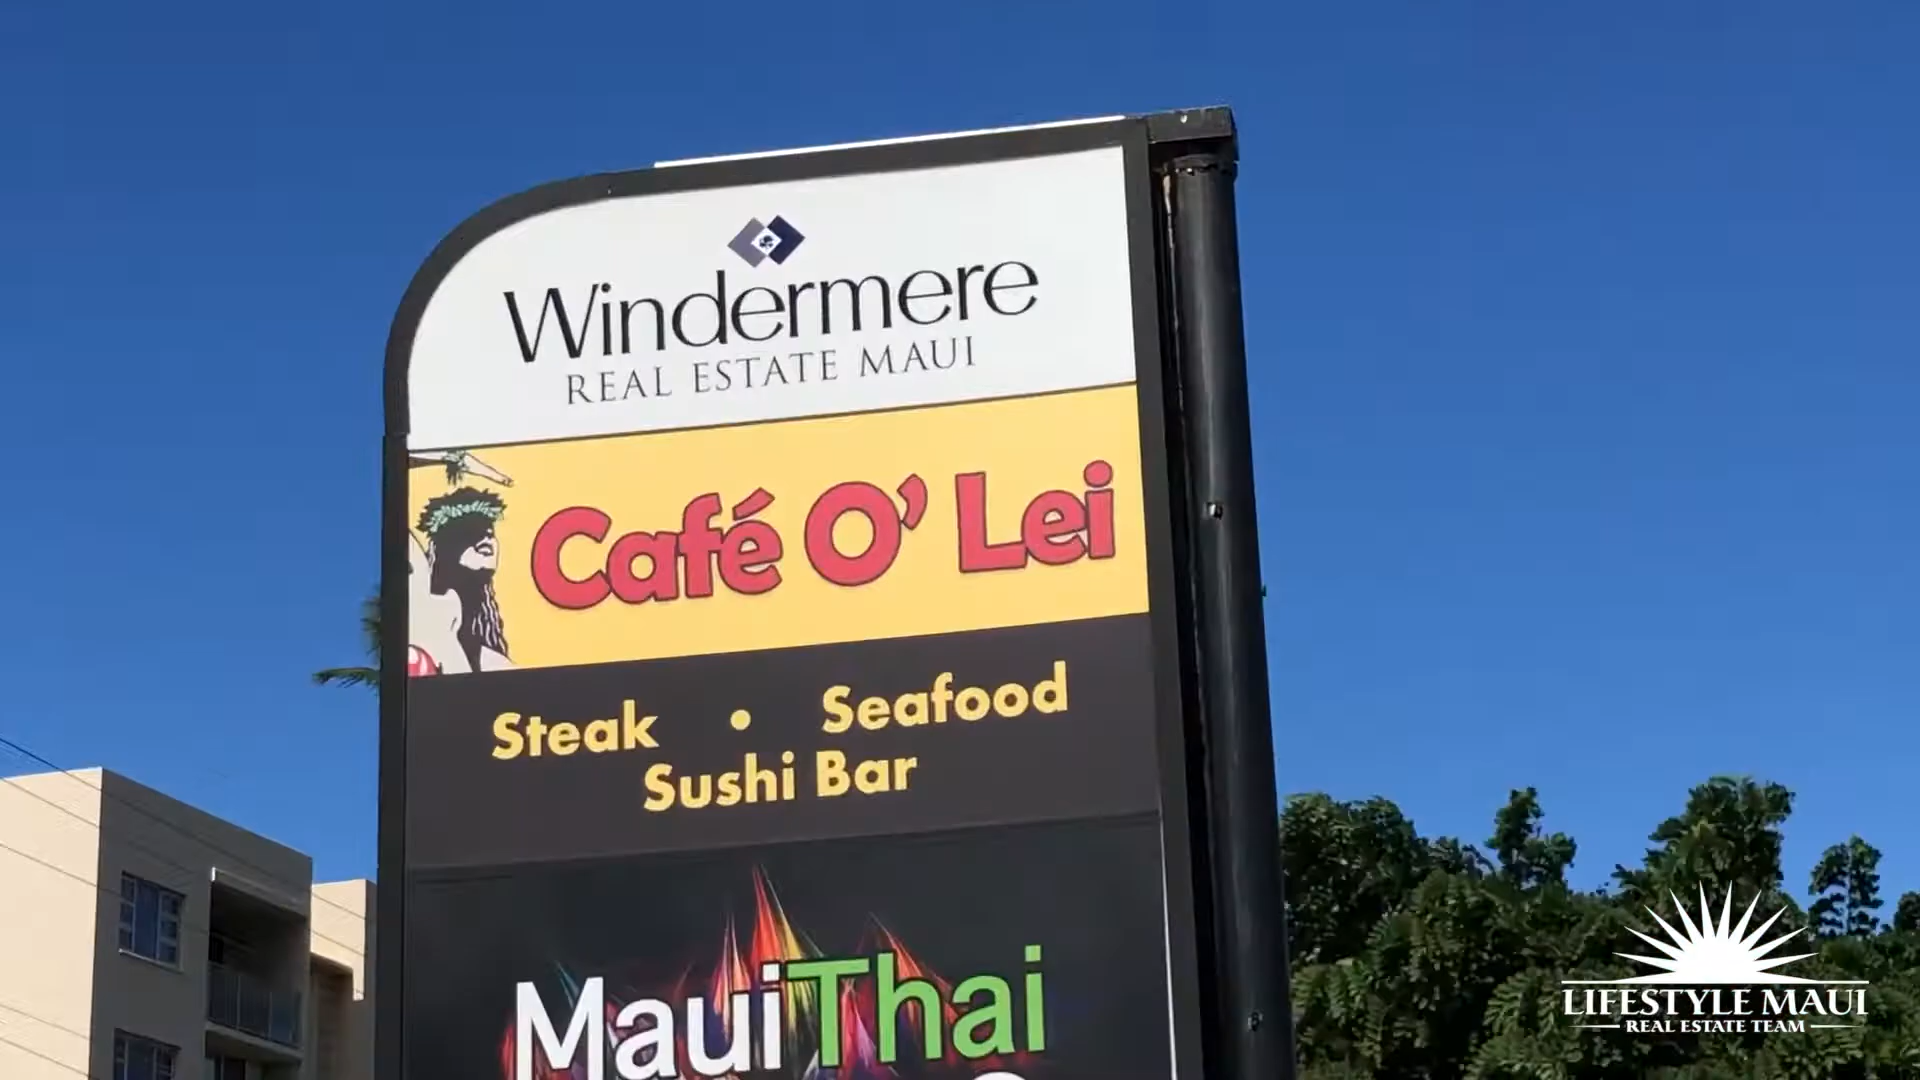 Windermere
REAL ESTATE MAUI
Café O' Lei
Steak • Seafood
Sushi Bar
MauiThai
LIFESTYLE MAUI
REAL ESTATE TEAM